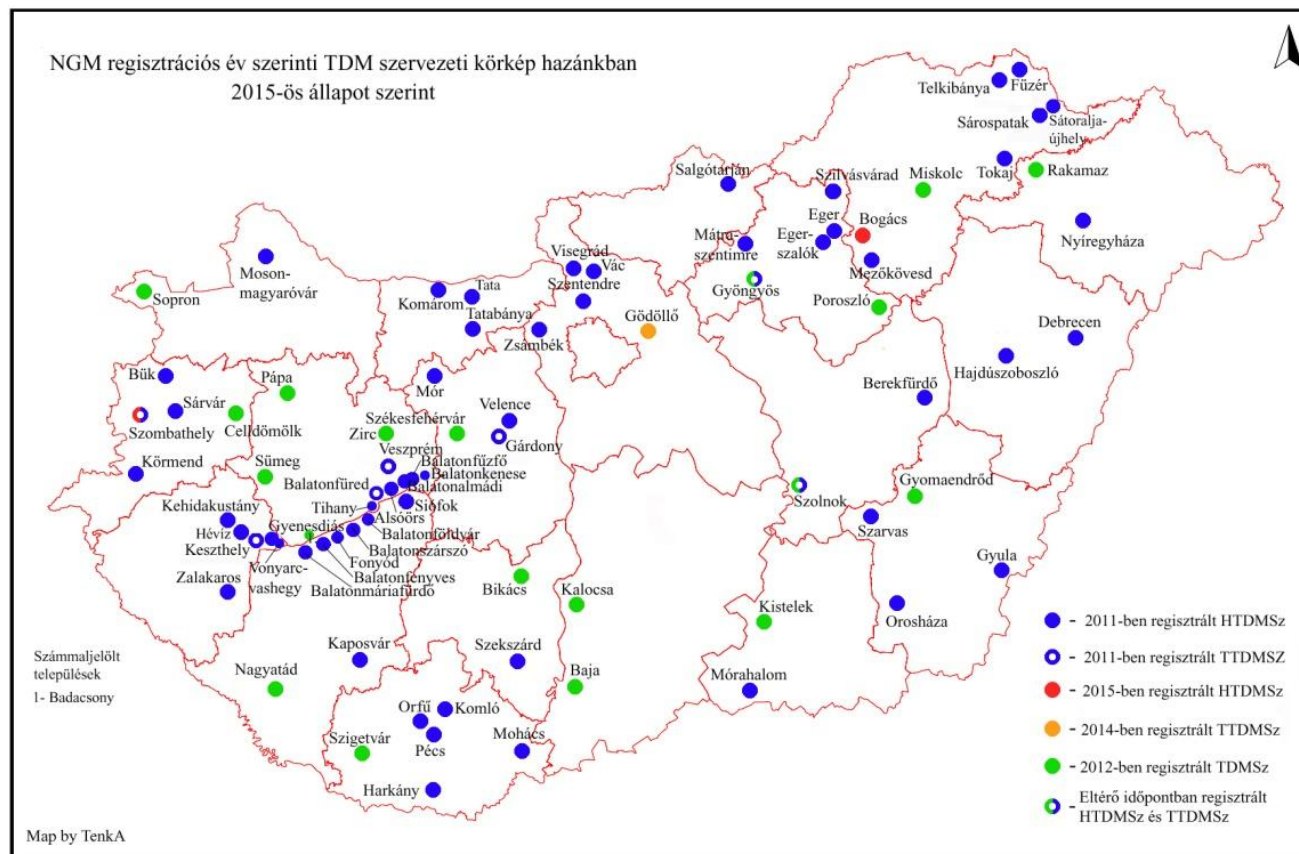 NGM regisztrációs év szerinti TDM szervezeti körkép hazánkban
2015-ös állapot szerint
Telkibánya
Füzér
Sárospatak
Sátoralja-
újhely
Tokaj
Rakamaz
Salgótarján
Szilvásvárad
Miskolc
Nyíregyháza
Mátra-
szentimre
Eger
Eger-
szalók
Bogács
Mezőkövesd
Gyöngyös
Poroszló
Visegrád
Vác
Szentendre
Moson-
magyaróvár
Sopron
Komárom
Tata
Tatabánya
Zsámbék
Gödöllő
Debrecen
Hajdúszoboszló
Berekfürdő
Bük
Sárvár
Szombathely
Celldömölk
Körmend
Pápa
Mór
Székesfehérvár
Zirc
Velence
Gárdony
Veszprém
Sümeg
Balatonfüred
Balatonfűzfő
Balatonkenese
Balatonalmádi
Siófok
Tihany
Alsóörs
Kehidakustány
Gyenesdiás
Hévíz
Keszthely
Balatonföldvár
Balatonszárszó
Fonyód
Balatonfenyves
Balatonmáriafürdő
Vonyarc-
vashegy
Zalakaros
Szolnok
Gyomaendrőd
Szarvas
Gyula
Orosháza
Bikács
Kalocsa
Kistelek
Mórahalom
Kaposvár
Szekszárd
Baja
Nagyatád
Orfű
Komló
Pécs
Mohács
Szigetvár
Harkány
Számmaljelölt
települések
1- Badacsony
1
- 2011-ben regisztrált HTDMSz
- 2011-ben regisztrált TTDMSZ
- 2015-ben regisztrált HTDMSz
- 2014-ben regisztrált TTDMSz
- 2012-ben regisztrált TDMSz
- Eltérő időpontban regisztrált
HTDMSz és TTDMSz
Map by TenkA